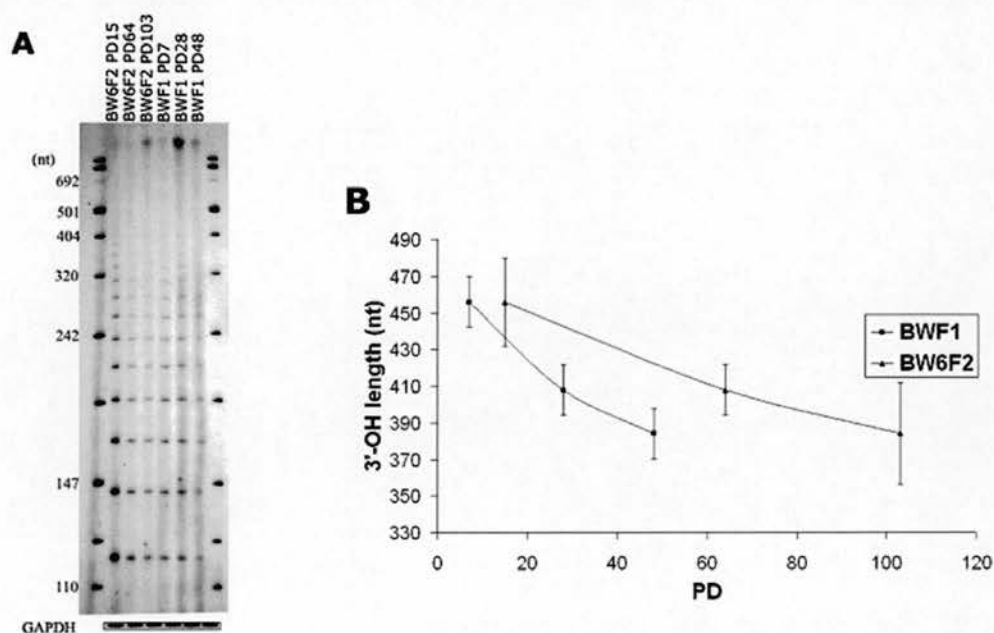 A
BW6F2 PD15
BW6F2 PD64
BW6F2 PD103
BWF1 PD7
BWF1 PD28
BWF1 PD48
(nt)
692
501
404
320
242
147
110
GAPDH
B
490
470
450
430
410
390
370
350
330
3'-OH length (nt)
0 20 40 60 80 100 120
PD
BWF1
BW6F2